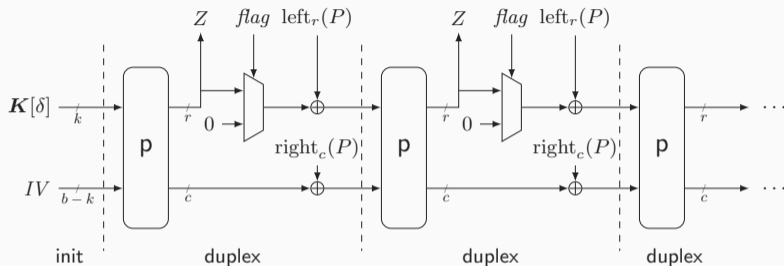 Z flag left_r(P) Z flag left_r(P)
K[δ] k r r r ⋯
0 0
p right_c(P) p right_c(P) p
IV b − k c c c ⋯
init duplex duplex duplex